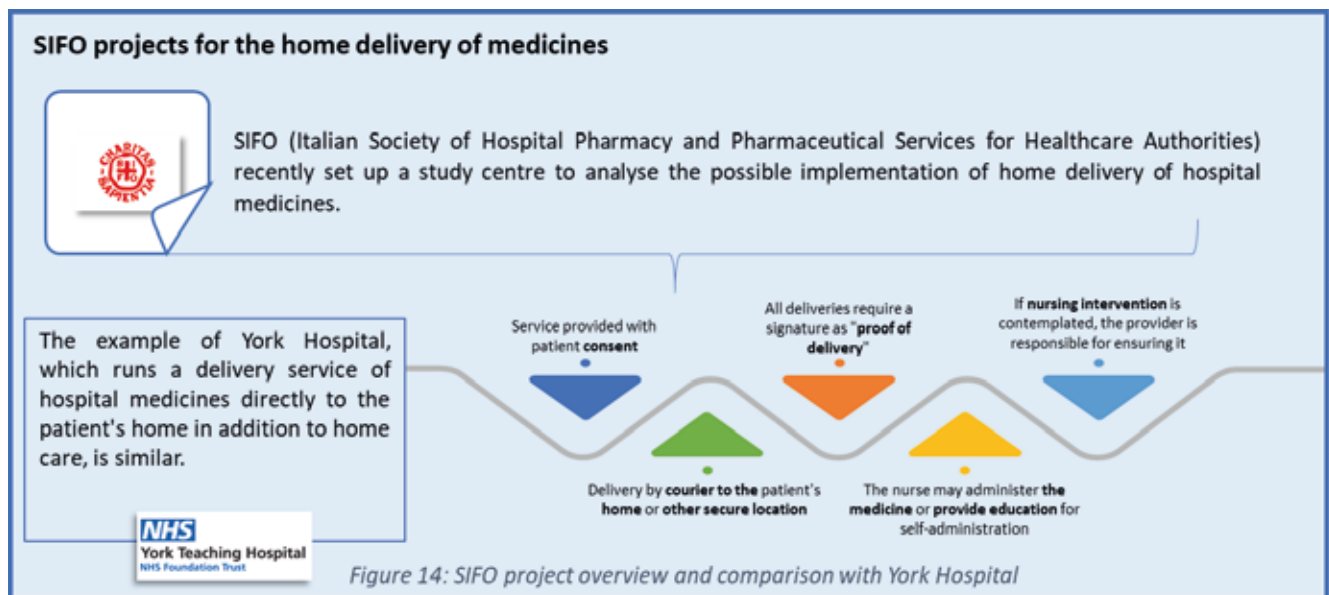 SIFO projects for the home delivery of medicines
CHARITAS
SAPIENTIA
SIFO (Italian Society of Hospital Pharmacy and Pharmaceutical Services for Healthcare Authorities)
recently set up a study centre to analyse the possible implementation of home delivery of hospital
medicines.
The example of York Hospital,
which runs a delivery service of
hospital medicines directly to the
patient's home in addition to home
care, is similar.
NHS
York Teaching Hospital
NHS Foundation Trust
Service provided with
patient consent
Delivery by courier to the patient's
home or other secure location
All deliveries require a
signature as "proof of
delivery"
The nurse may administer the
medicine or provide education for
self-administration
If nursing intervention is
contemplated, the provider is
responsible for ensuring it
Figure 14: SIFO project overview and comparison with York Hospital